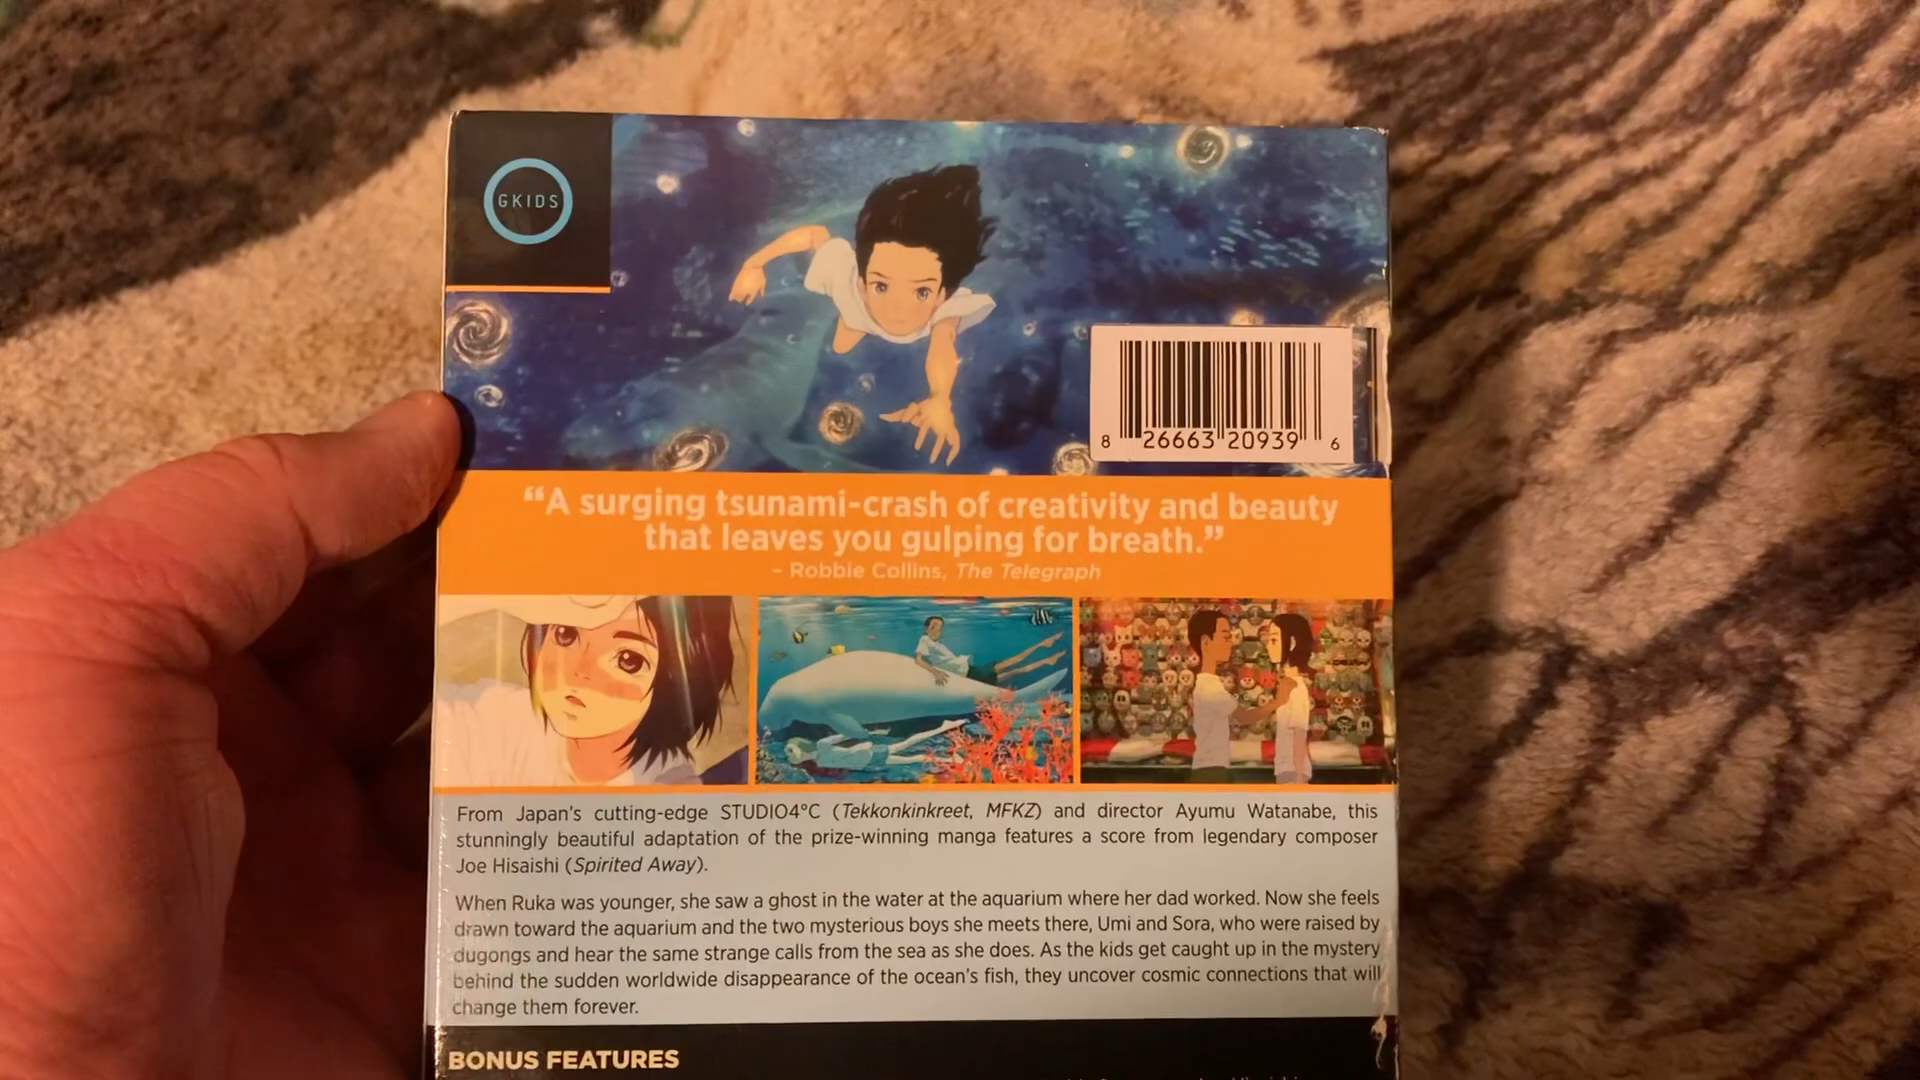 GKIDS
8 26663 20939 6
“A surging tsunami-crash of creativity and beauty
that leaves you gulping for breath.”
– Robbie Collins, The Telegraph
From Japan's cutting-edge STUDIO4°C (Tekkonkinkreet, MFKZ) and director Ayumu Watanabe, this
stunningly beautiful adaptation of the prize-winning manga features a score from legendary composer
Joe Hisaishi (Spirited Away).
When Ruka was younger, she saw a ghost in the water at the aquarium where her dad worked. Now she feels
drawn toward the aquarium and the two mysterious boys she meets there, Umi and Sora, who were raised by
dugongs and hear the same strange calls from the sea as she does. As the kids get caught up in the mystery
behind the sudden worldwide disappearance of the ocean's fish, they uncover cosmic connections that will
change them forever.
BONUS FEATURES